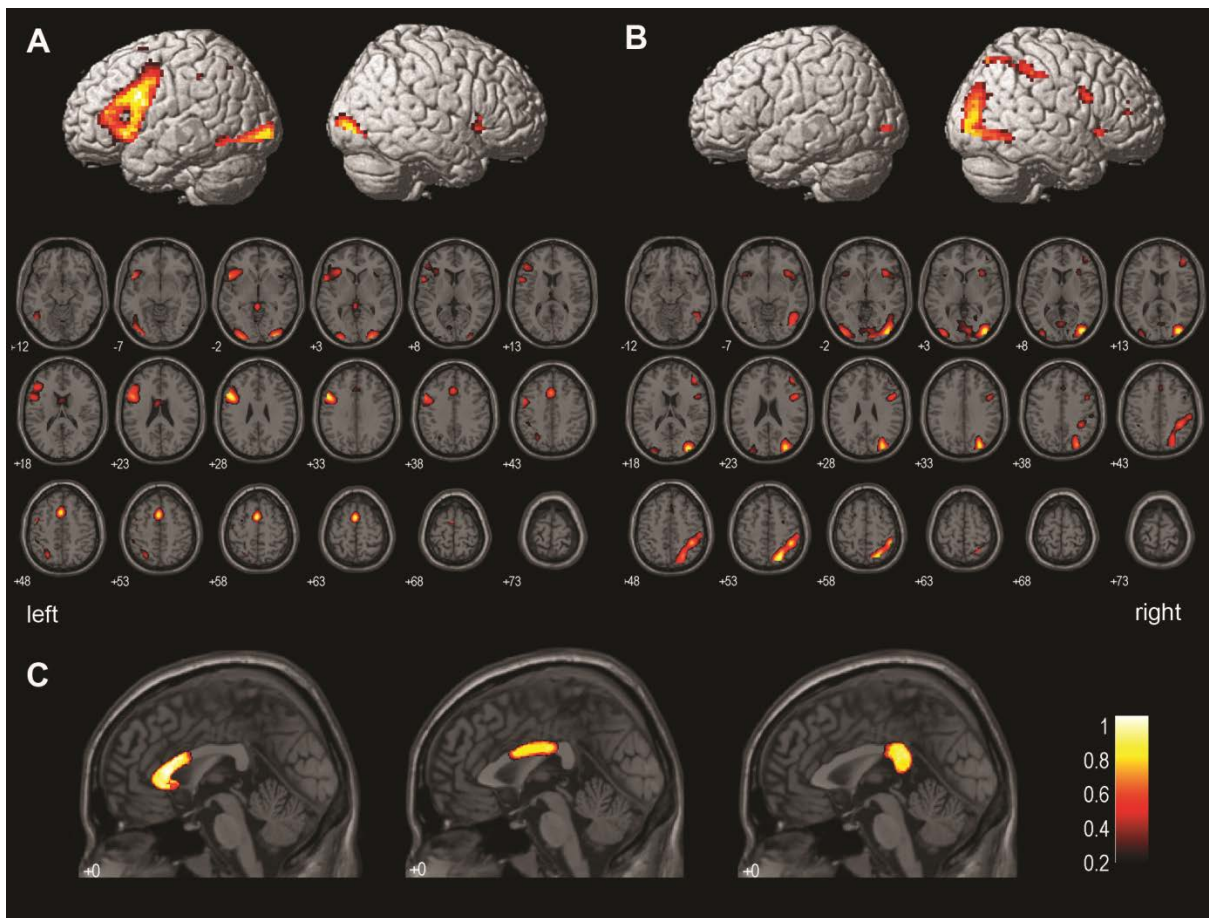 A B
-12 -7 -2 +3 +8 +13 -12 -7 -2 +3 +8 +13
+18 +23 +28 +33 +38 +43 +18 +23 +28 +33 +38 +43
+48 +53 +58 +63 +68 +73 +48 +53 +58 +63 +68 +73
left right
C
1
0.8
0.6
0.4
0.2
+0 +0 +0